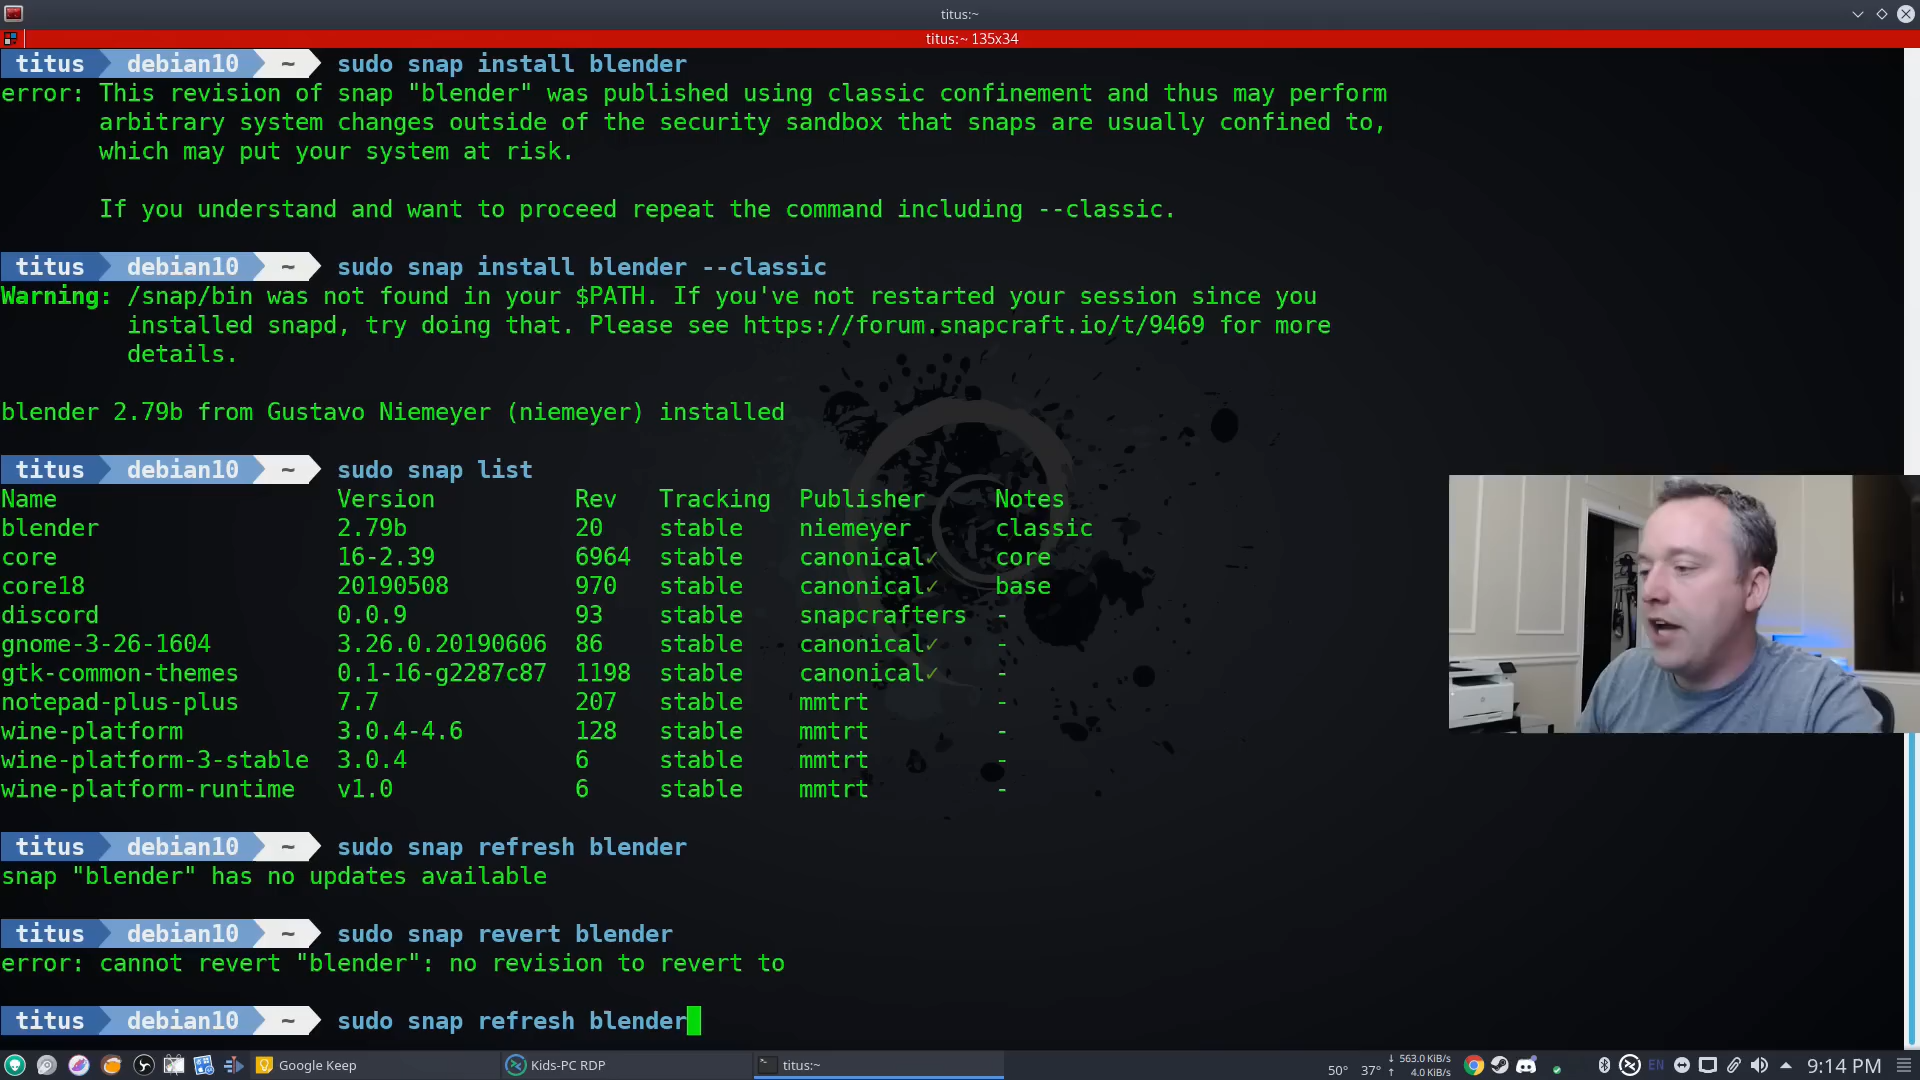 titus:~
titus:~ 135x34
titus debian10 ~ sudo snap install blender
error: This revision of snap "blender" was published using classic confinement and thus may perform
arbitrary system changes outside of the security sandbox that snaps are usually confined to,
which may put your system at risk.
If you understand and want to proceed repeat the command including --classic.
titus debian10 ~ sudo snap install blender --classic
Warning: /snap/bin was not found in your $PATH. If you've not restarted your session since you
installed snapd, try doing that. Please see https://forum.snapcraft.io/t/9469 for more
details.
blender 2.79b from Gustavo Niemeyer (niemeyer) installed
titus debian10 ~ sudo snap list
Name Version Rev Tracking Publisher Notes
blender 2.79b 20 stable niemeyer classic
core 16-2.39 6964 stable canonical✓ core
core18 20190508 970 stable canonical✓ base
discord 0.0.9 93 stable snapcrafters -
gnome-3-26-1604 3.26.0.20190606 86 stable canonical✓ -
gtk-common-themes 0.1-16-g2287c87 1198 stable canonical✓ -
notepad-plus-plus 7.7 207 stable mmtrt -
wine-platform 3.0.4-4.6 128 stable mmtrt -
wine-platform-3-stable 3.0.4 6 stable mmtrt -
wine-platform-runtime v1.0 6 stable mmtrt -
titus debian10 ~ sudo snap refresh blender
snap "blender" has no updates available
titus debian10 ~ sudo snap revert blender
error: cannot revert "blender": no revision to revert to
titus debian10 ~ sudo snap refresh blender
Google Keep Kids-PC RDP titus:~ 50° 37° ↓ 563.0 KiB/s ↑ 4.0 KiB/s EN 9:14 PM